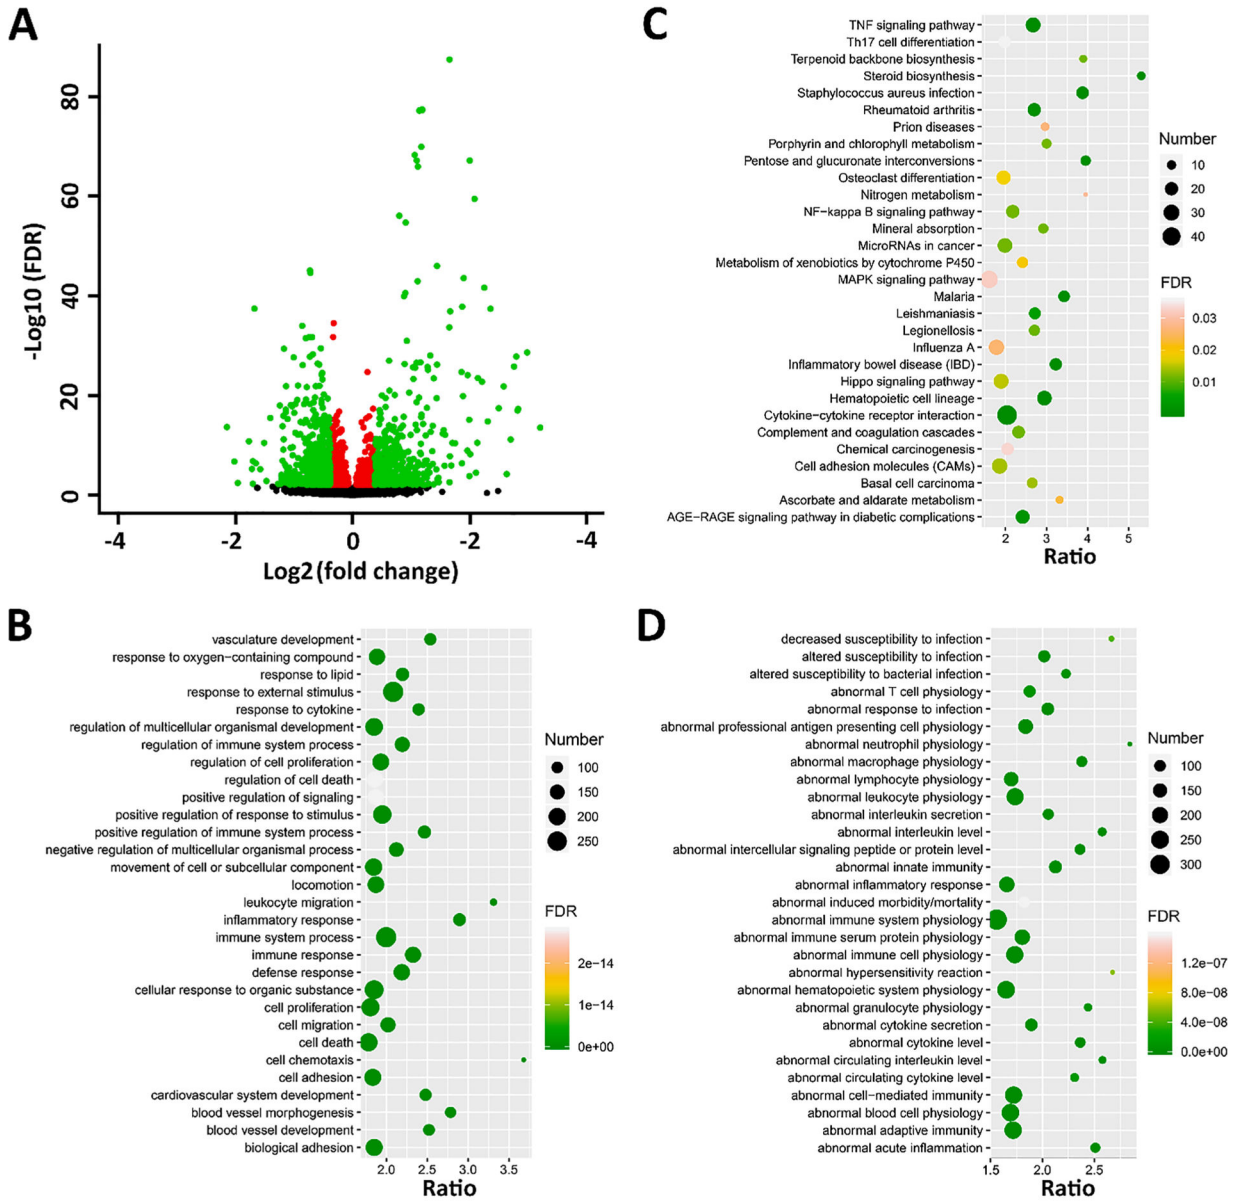 A
80
60
40
20
0
-Log10 (FDR)
-4
-2
0
-2
-4
Log2 (fold change)
C
TNF signaling pathway
Th17 cell differentiation
Terpenoid backbone biosynthesis
Steroid biosynthesis
Staphylococcus aureus infection
Rheumatoid arthritis
Prion diseases
Porphyrin and chlorophyll metabolism
Pentose and glucuronate interconversions
Osteoclast differentiation
Nitrogen metabolism
NF−kappa B signaling pathway
Mineral absorption
MicroRNAs in cancer
Metabolism of xenobiotics by cytochrome P450
MAPK signaling pathway
Malaria
Leishmaniasis
Legionellosis
Influenza A
Inflammatory bowel disease (IBD)
Hippo signaling pathway
Hematopoietic cell lineage
Cytokine−cytokine receptor interaction
Complement and coagulation cascades
Chemical carcinogenesis
Cell adhesion molecules (CAMs)
Basal cell carcinoma
Ascorbate and aldarate metabolism
AGE−RAGE signaling pathway in diabetic complications
2 3 4 5
Ratio
Number
10
20
30
40
FDR
0.03
0.02
0.01
B
vasculature development
response to oxygen−containing compound
response to lipid
response to external stimulus
response to cytokine
regulation of multicellular organismal development
regulation of immune system process
regulation of cell proliferation
regulation of cell death
positive regulation of signaling
positive regulation of response to stimulus
positive regulation of immune system process
negative regulation of multicellular organismal process
movement of cell or subcellular component
locomotion
leukocyte migration
inflammatory response
immune system process
immune response
defense response
cellular response to organic substance
cell proliferation
cell migration
cell death
cell chemotaxis
cell adhesion
cardiovascular system development
blood vessel morphogenesis
blood vessel development
biological adhesion
2.0 2.5 3.0 3.5
Ratio
Number
100
150
200
250
FDR
2e−14
1e−14
0e+00
D
decreased susceptibility to infection
altered susceptibility to infection
altered susceptibility to bacterial infection
abnormal T cell physiology
abnormal response to infection
abnormal professional antigen presenting cell physiology
abnormal neutrophil physiology
abnormal macrophage physiology
abnormal lymphocyte physiology
abnormal leukocyte physiology
abnormal interleukin secretion
abnormal interleukin level
abnormal intercellular signaling peptide or protein level
abnormal innate immunity
abnormal inflammatory response
abnormal induced morbidity/mortality
abnormal immune system physiology
abnormal immune serum protein physiology
abnormal immune cell physiology
abnormal hypersensitivity reaction
abnormal hematopoietic system physiology
abnormal granulocyte physiology
abnormal cytokine secretion
abnormal cytokine level
abnormal circulating interleukin level
abnormal circulating cytokine level
abnormal cell−mediated immunity
abnormal blood cell physiology
abnormal adaptive immunity
abnormal acute inflammation
1.5 2.0 2.5
Ratio
Number
100
150
200
250
300
FDR
1.2e−07
8.0e−08
4.0e−08
0.0e+00